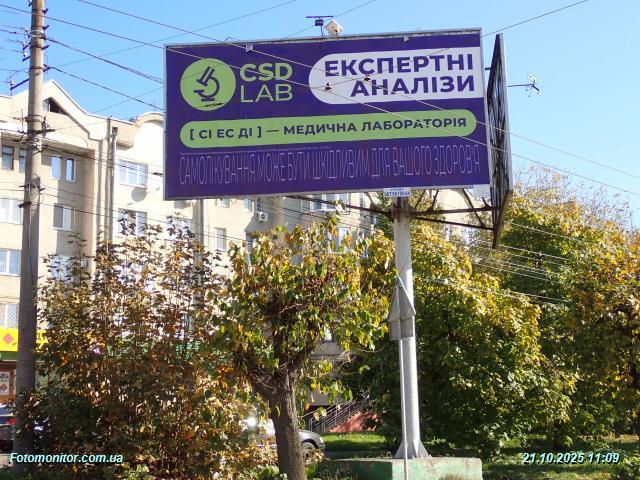 CSD
LAB
ЕКСПЕРТНІ
АНАЛІЗИ
[ СІ ЕС ДІ ] — МЕДИЧНА ЛАБОРАТОРІЯ
САМОЛІКУВАННЯ МОЖЕ БУТИ ШКІДЛИВИМ ДЛЯ ВАШОГО ЗДОРОВ'Я
Fotomonitor.com.ua
21.10.2025 11:09